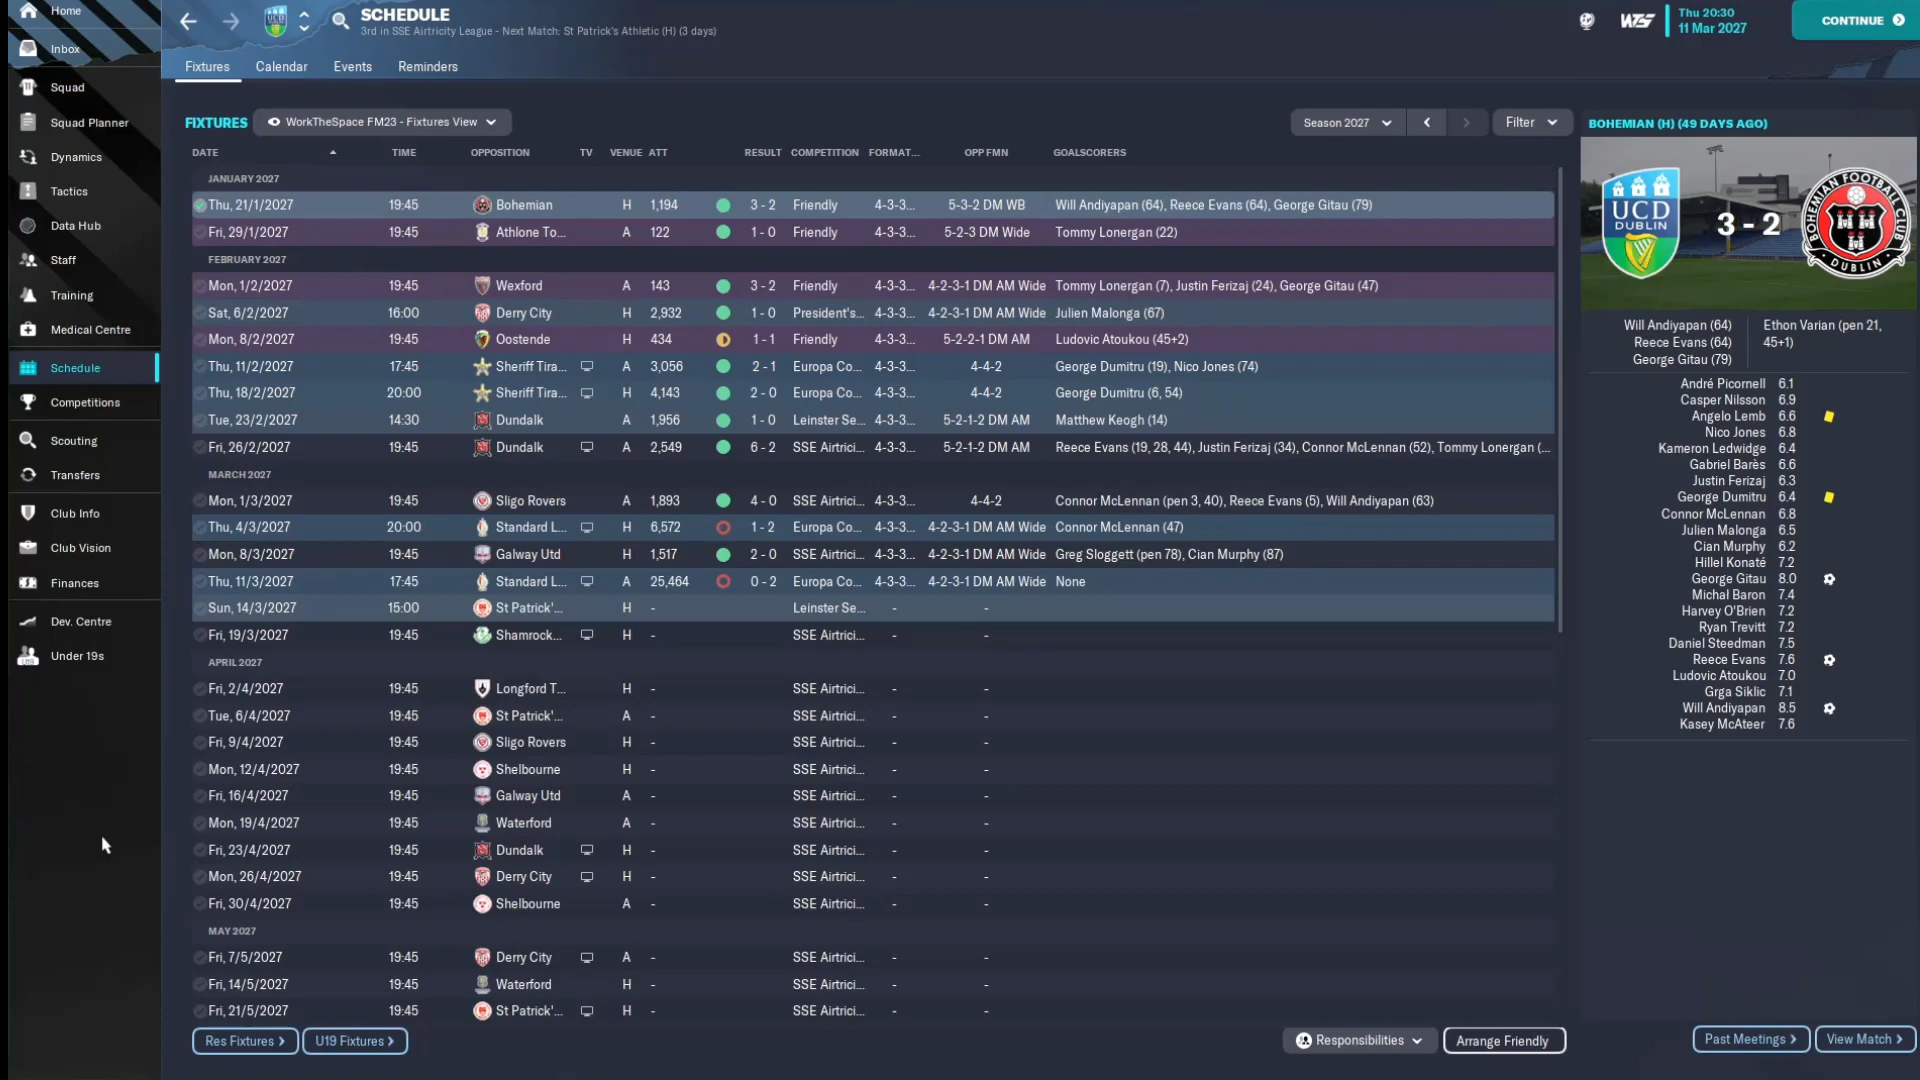 Home
Inbox
Squad
Squad Planner
Dynamics
Tactics
Data Hub
Staff
Training
Medical Centre
Schedule
Competitions
Scouting
Transfers
Club Info
Club Vision
Finances
Dev. Centre
Under 19s
SCHEDULE
3rd in SSE Airtricity League - Next Match: St Patrick's Athletic (H) (3 days)
Thu 20:30
11 Mar 2027
CONTINUE
Fixtures Calendar Events Reminders
FIXTURES WorkTheSpace FM23 - Fixtures View Season 2027 Filter
DATE TIME OPPOSITION TV VENUE ATT RESULT COMPETITION FORMAT... OPP FMN GOALSCORERS
JANUARY 2027
Thu, 21/1/2027 19:45 Bohemian H 1,194 3 - 2 Friendly 4-3-3... 5-3-2 DM WB Will Andiyapan (64), Reece Evans (64), George Gitau (79)
Fri, 29/1/2027 19:45 Athlone To... A 122 1 - 0 Friendly 4-3-3... 5-2-3 DM Wide Tommy Lonergan (22)
FEBRUARY 2027
Mon, 1/2/2027 19:45 Wexford A 143 3 - 2 Friendly 4-3-3... 4-2-3-1 DM AM Wide Tommy Lonergan (7), Justin Ferizaj (24), George Gitau (47)
Sat, 6/2/2027 16:00 Derry City H 2,932 1 - 0 President's... 4-3-3... 4-2-3-1 DM AM Wide Julien Malonga (67)
Mon, 8/2/2027 19:45 Oostende H 434 1 - 1 Friendly 4-3-3... 5-2-2-1 DM AM Ludovic Atoukou (45+2)
Thu, 11/2/2027 17:45 Sheriff Tira... A 3,056 2 - 1 Europa Co... 4-3-3... 4-4-2 George Dumitru (19), Nico Jones (74)
Thu, 18/2/2027 20:00 Sheriff Tira... H 4,143 2 - 0 Europa Co... 4-3-3... 4-4-2 George Dumitru (6, 54)
Tue, 23/2/2027 14:30 Dundalk A 1,956 1 - 0 Leinster Se... 4-3-3... 5-2-1-2 DM AM Matthew Keogh (14)
Fri, 26/2/2027 19:45 Dundalk A 2,549 6 - 2 SSE Airtrici... 4-3-3... 5-2-1-2 DM AM Reece Evans (19, 28, 44), Justin Ferizaj (34), Connor McLennan (52), Tommy Lonergan (...
MARCH 2027
Mon, 1/3/2027 19:45 Sligo Rovers A 1,893 4 - 0 SSE Airtrici... 4-3-3... 4-4-2 Connor McLennan (pen 3, 40), Reece Evans (5), Will Andiyapan (63)
Thu, 4/3/2027 20:00 Standard L... H 6,572 1 - 2 Europa Co... 4-3-3... 4-2-3-1 DM AM Wide Connor McLennan (47)
Mon, 8/3/2027 19:45 Galway Utd H 1,517 2 - 0 SSE Airtrici... 4-3-3... 4-2-3-1 DM AM Wide Greg Sloggett (pen 78), Cian Murphy (87)
Thu, 11/3/2027 17:45 Standard L... A 25,464 0 - 2 Europa Co... 4-3-3... 4-2-3-1 DM AM Wide None
Sun, 14/3/2027 15:00 St Patrick'... H - Leinster Se... - -
Fri, 19/3/2027 19:45 Shamrock... H - SSE Airtrici... - -
APRIL 2027
Fri, 2/4/2027 19:45 Longford T... H - SSE Airtrici... - -
Tue, 6/4/2027 19:45 St Patrick'... A - SSE Airtrici... - -
Fri, 9/4/2027 19:45 Sligo Rovers H - SSE Airtrici... - -
Mon, 12/4/2027 19:45 Shelbourne H - SSE Airtrici... - -
Fri, 16/4/2027 19:45 Galway Utd A - SSE Airtrici... - -
Mon, 19/4/2027 19:45 Waterford A - SSE Airtrici... - -
Fri, 23/4/2027 19:45 Dundalk H - SSE Airtrici... - -
Mon, 26/4/2027 19:45 Derry City H - SSE Airtrici... - -
Fri, 30/4/2027 19:45 Shelbourne A - SSE Airtrici... - -
MAY 2027
Fri, 7/5/2027 19:45 Derry City A - SSE Airtrici... - -
Fri, 14/5/2027 19:45 Waterford H - SSE Airtrici... - -
Fri, 21/5/2027 19:45 St Patrick'... H - SSE Airtrici... - -
Res Fixtures U19 Fixtures Responsibilities Arrange Friendly
BOHEMIAN (H) (49 DAYS AGO)
UCD DUBLIN 3 - 2 BOHEMIAN FOOTBALL CLUB DUBLIN
Will Andiyapan (64) Ethon Varian (pen 21,
Reece Evans (64) 45+1)
George Gitau (79)
André Picornell 6.1
Casper Nilsson 6.9
Angelo Lemb 6.6
Nico Jones 6.8
Kameron Ledwidge 6.4
Gabriel Barès 6.6
Justin Ferizaj 6.3
George Dumitru 6.4
Connor McLennan 6.8
Julien Malonga 6.5
Cian Murphy 6.2
Hillel Konaté 7.2
George Gitau 8.0
Michal Baron 7.4
Harvey O'Brien 7.2
Ryan Trevitt 7.2
Daniel Steedman 7.5
Reece Evans 7.6
Ludovic Atoukou 7.0
Grga Siklic 7.1
Will Andiyapan 8.5
Kasey McAteer 7.6
Past Meetings View Match